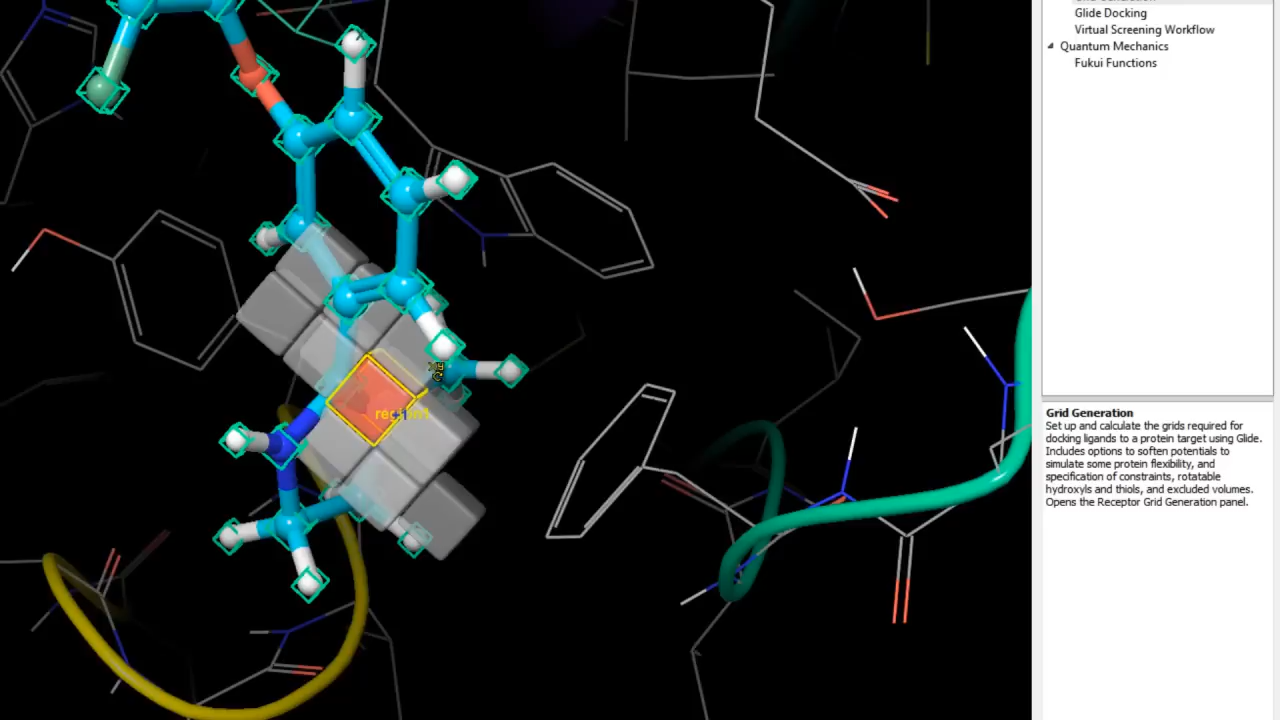 Glide Docking
Virtual Screening Workflow
Quantum Mechanics
Fukui Functions
Grid Generation
Set up and calculate the grids required for
docking ligands to a protein target using Glide.
Includes options to soften potentials to
simulate some protein flexibility, and
specification of constraints, rotatable
hydroxyls and thiols, and excluded volumes.
Opens the Receptor Grid Generation panel.